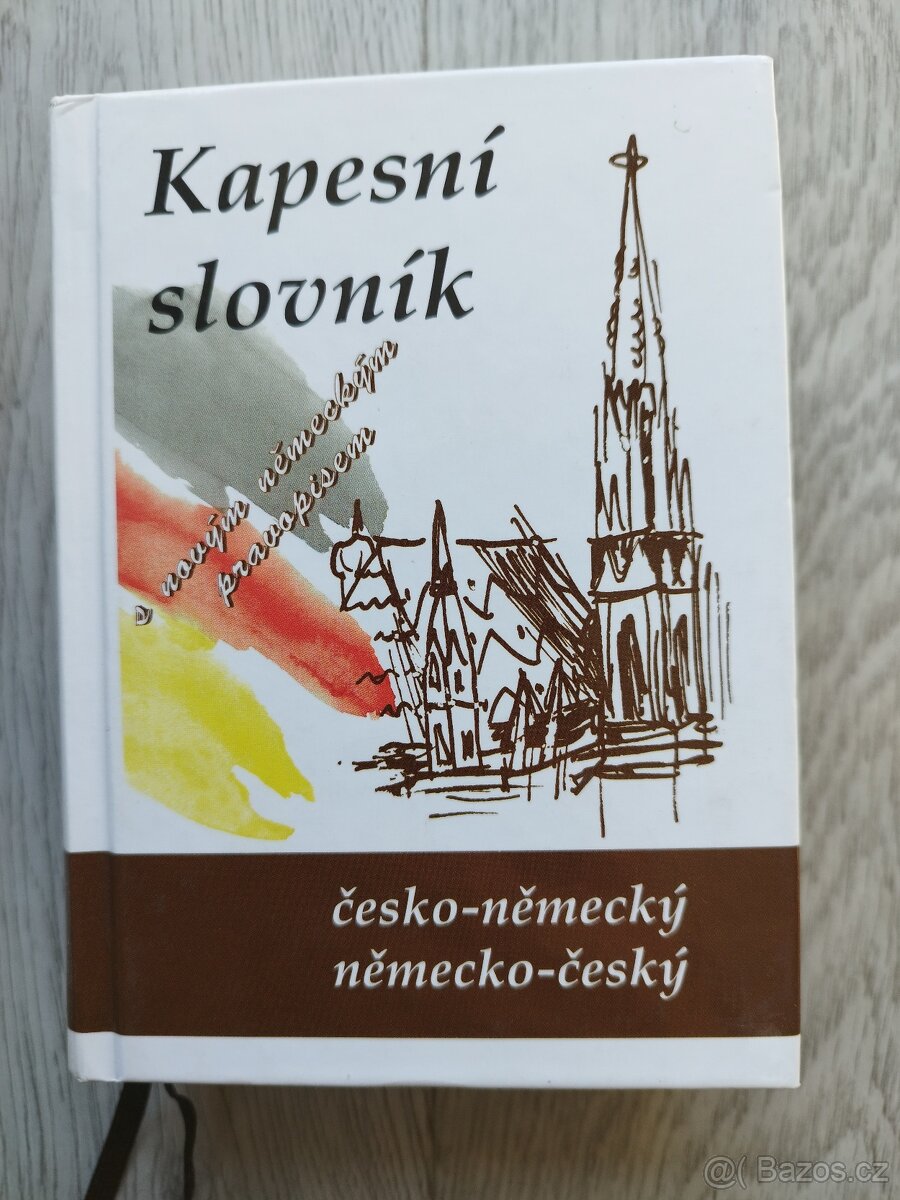 Kapesní
slovník
s novým německým
pravopisem
česko-německý
německo-český
@( Bazos.cz